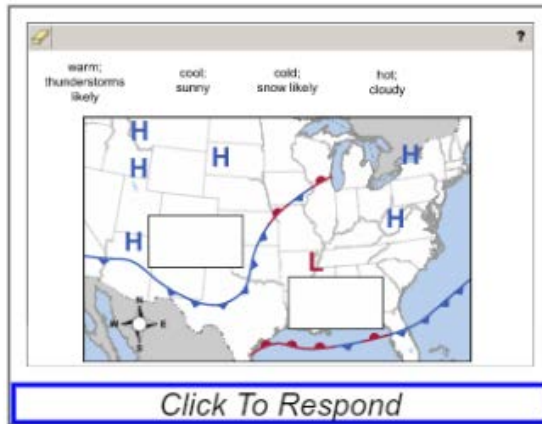 ?
warm;
thunderstorms
likely
cool;
sunny
cold;
snow likely
hot;
cloudy
H
H
H
H
H
H
L
N
W
E
S
Click To Respond